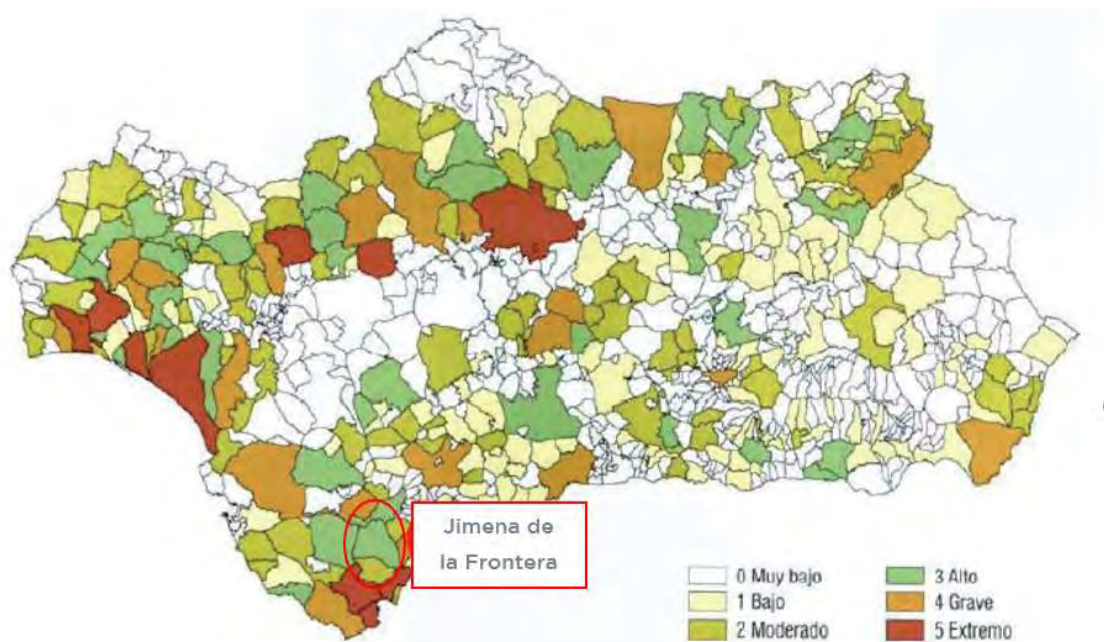 Jimena de
la Frontera
0 Muy bajo
1 Bajo
2 Moderado
3 Alto
4 Grave
5 Extremo